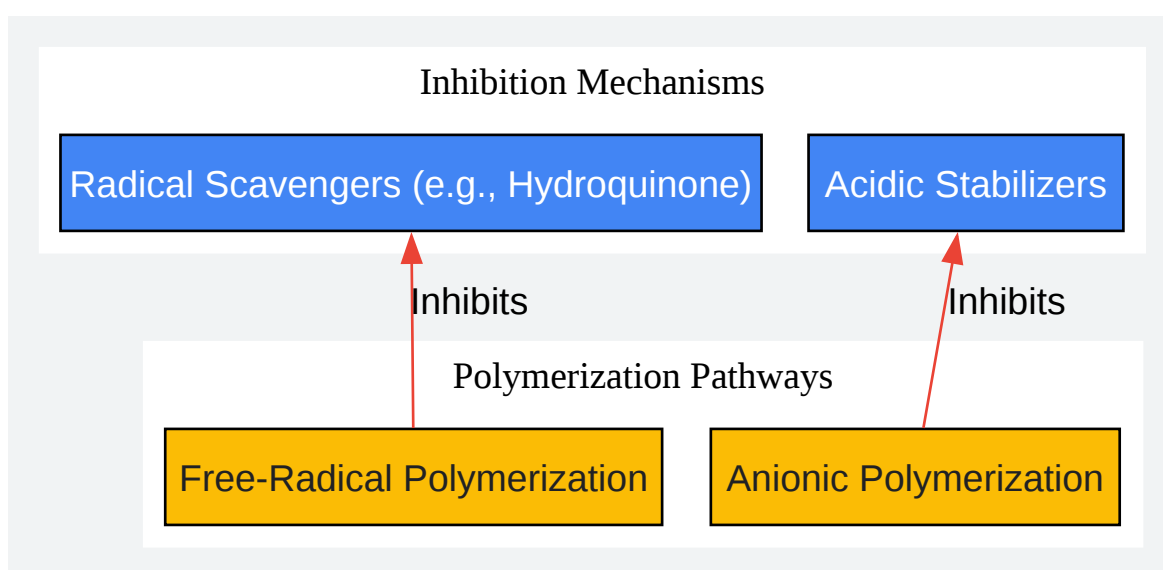 Inhibition Mechanisms
Radical Scavengers (e.g., Hydroquinone)
Acidic Stabilizers
Inhibits
Inhibits
Polymerization Pathways
Free-Radical Polymerization
Anionic Polymerization